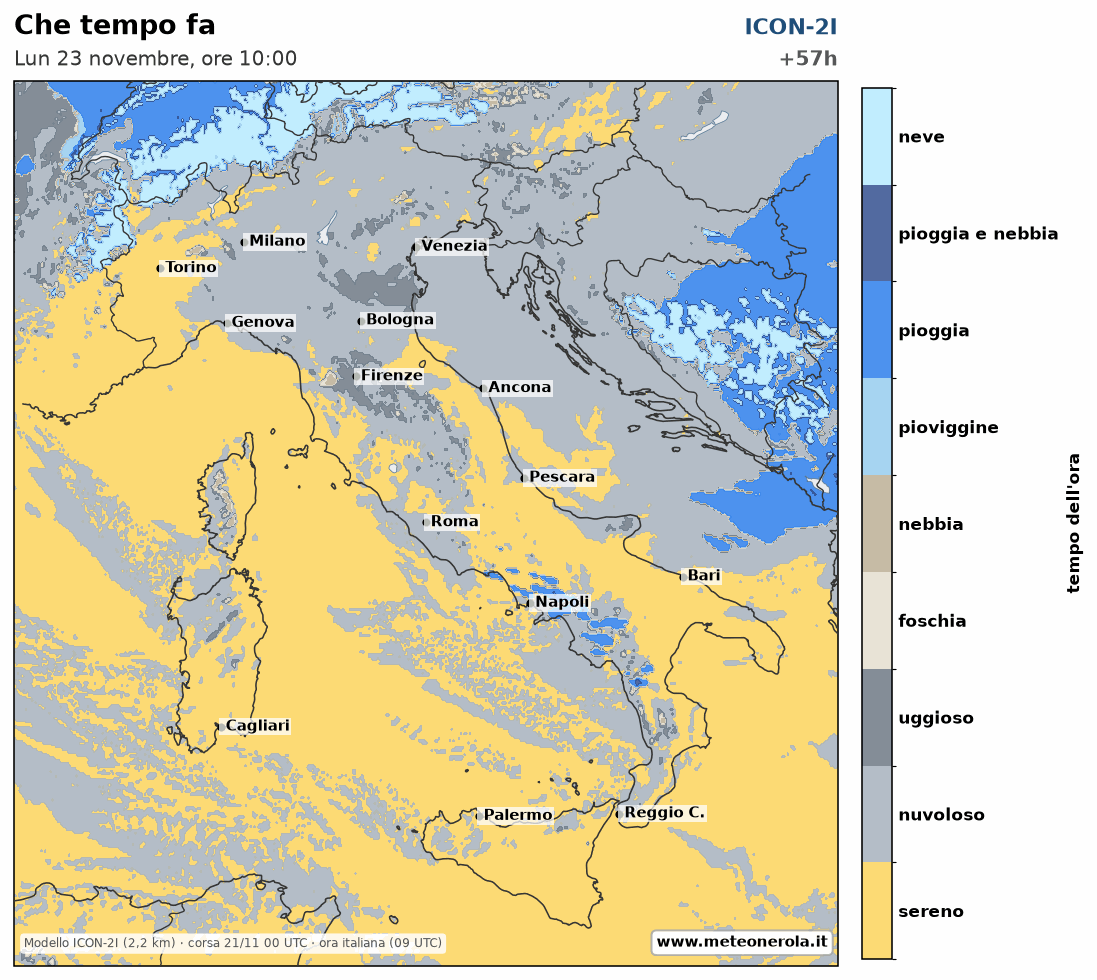 Che tempo fa
ICON-2I
Lun 23 novembre, ore 10:00
+57h
neve
pioggia e nebbia
pioggia
pioviggine
nebbia
foschia
uggioso
nuvoloso
sereno
tempo dell'ora
Milano
Venezia
Torino
Genova
Bologna
Firenze
Ancona
Pescara
Roma
Bari
Napoli
Cagliari
Palermo
Reggio C.
Modello ICON-2I (2,2 km) · corsa 21/11 00 UTC · ora italiana (09 UTC)
www.meteonerola.it